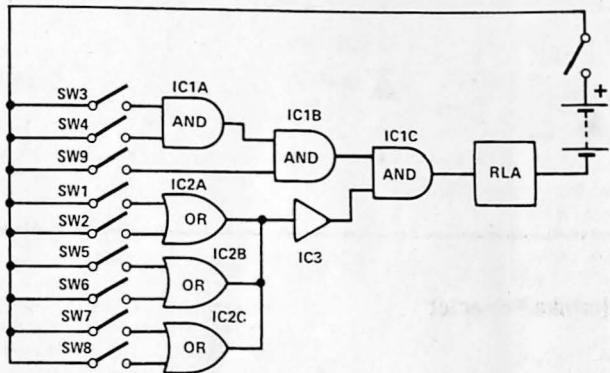 SW3
IC1A
SW4
AND
IC1B
+
IC1C
SW9
AND
SW1
IC2A
AND
RLA
SW2
OR
SW5
IC2B
IC3
SW6
OR
SW7
IC2C
SW8
OR